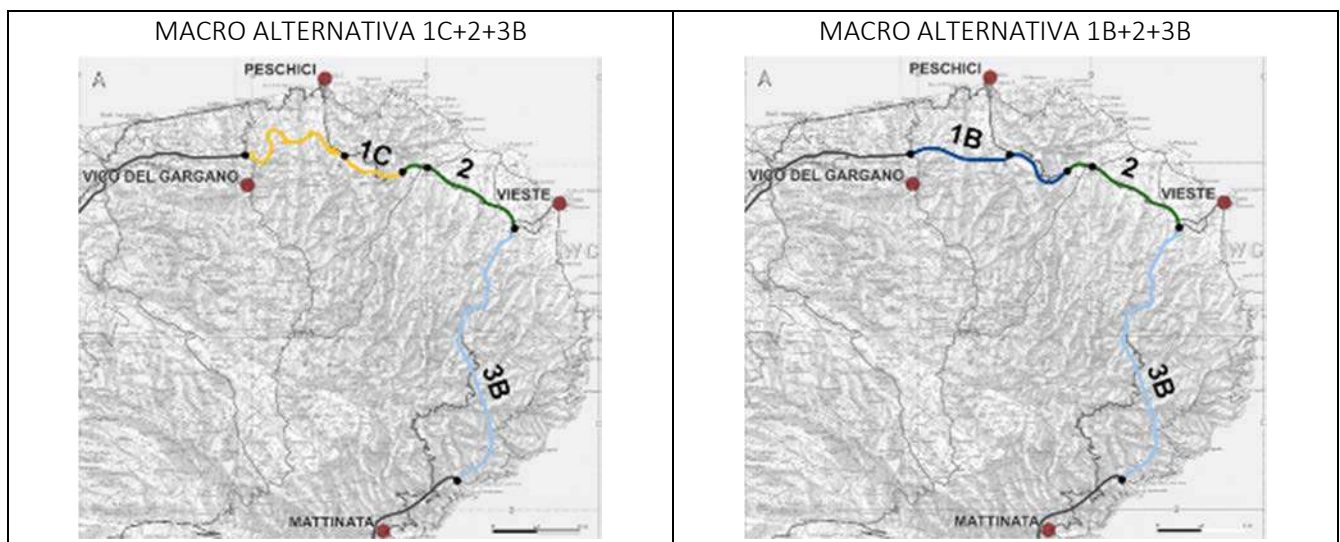 MACRO ALTERNATIVA 1C+2+3B
PESCHICI
1C
2
VICO DEL GARGANO
VIESTE
3B
MATTINATA
MACRO ALTERNATIVA 1B+2+3B
PESCHICI
1B
2
VICO DEL GARGANO
VIESTE
3B
MATTINATA